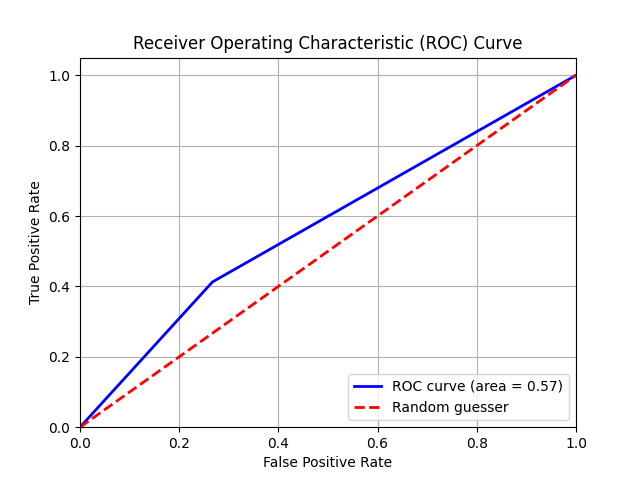 Receiver Operating Characteristic (ROC) Curve
1.0
0.8
0.6
0.4
0.2
0.0
True Positive Rate
ROC curve (area = 0.57)
Random guesser
0.0 0.2 0.4 0.6 0.8 1.0
False Positive Rate